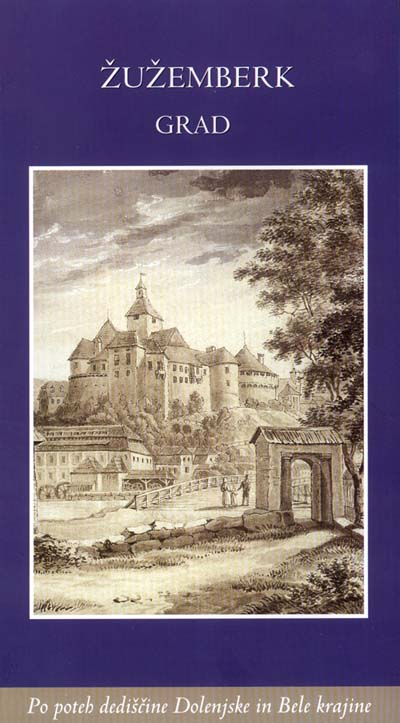 ŽUŽEMBERK
GRAD
Po poteh dediščine Dolenjske in Bele krajine